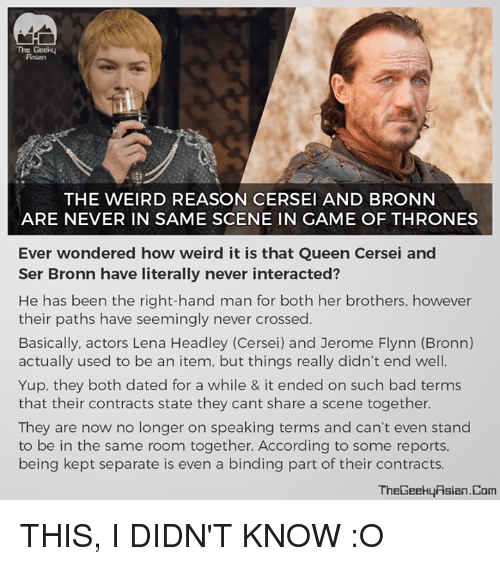 The Geeky
Asian
THE WEIRD REASON CERSEI AND BRONN
ARE NEVER IN SAME SCENE IN GAME OF THRONES
Ever wondered how weird it is that Queen Cersei and
Ser Bronn have literally never interacted?
He has been the right-hand man for both her brothers, however
their paths have seemingly never crossed.
Basically, actors Lena Headley (Cersei) and Jerome Flynn (Bronn)
actually used to be an item, but things really didn't end well.
Yup, they both dated for a while & it ended on such bad terms
that their contracts state they cant share a scene together.
They are now no longer on speaking terms and can't even stand
to be in the same room together. According to some reports,
being kept separate is even a binding part of their contracts.
TheGeekyAsian.Com
THIS, I DIDN'T KNOW :O